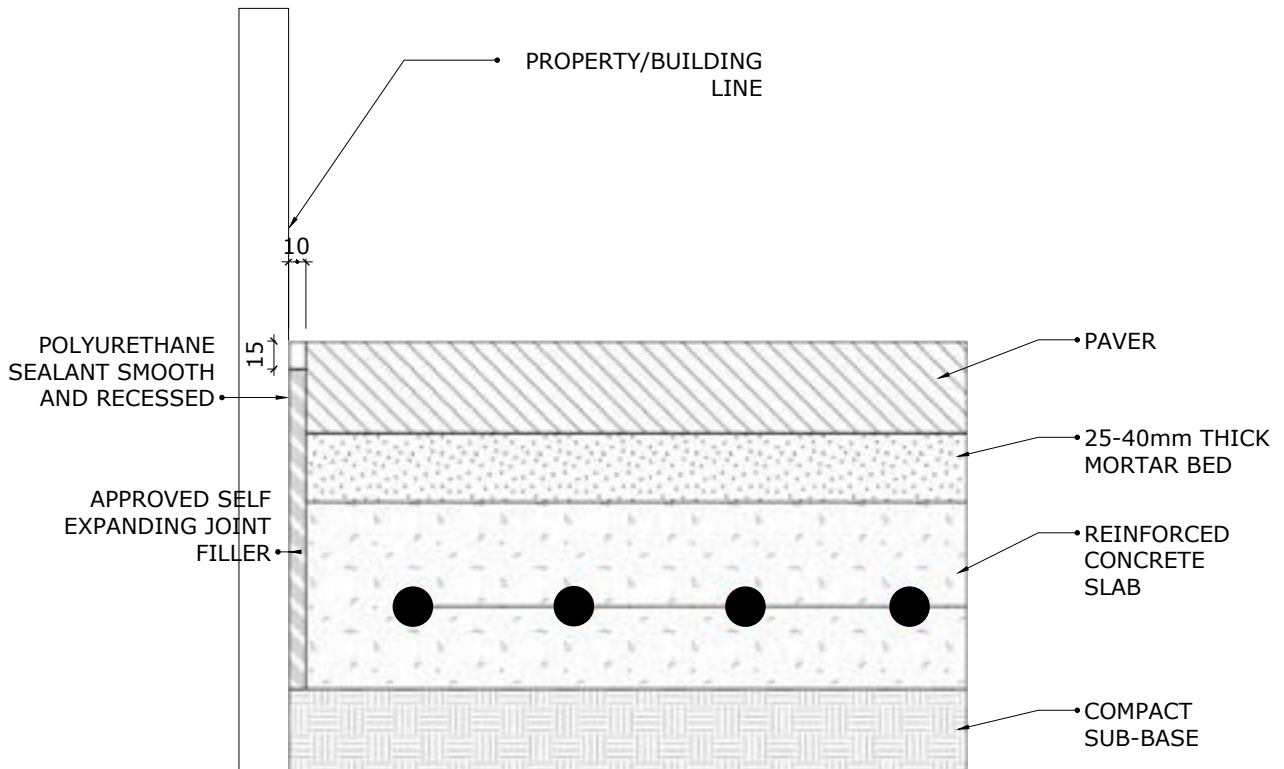 PROPERTY/BUILDING
LINE
10
15
POLYURETHANE
SEALANT SMOOTH
AND RECESSED
PAVER
25-40mm THICK
MORTAR BED
APPROVED SELF
EXPANDING JOINT
FILLER
REINFORCED
CONCRETE
SLAB
COMPACT
SUB-BASE